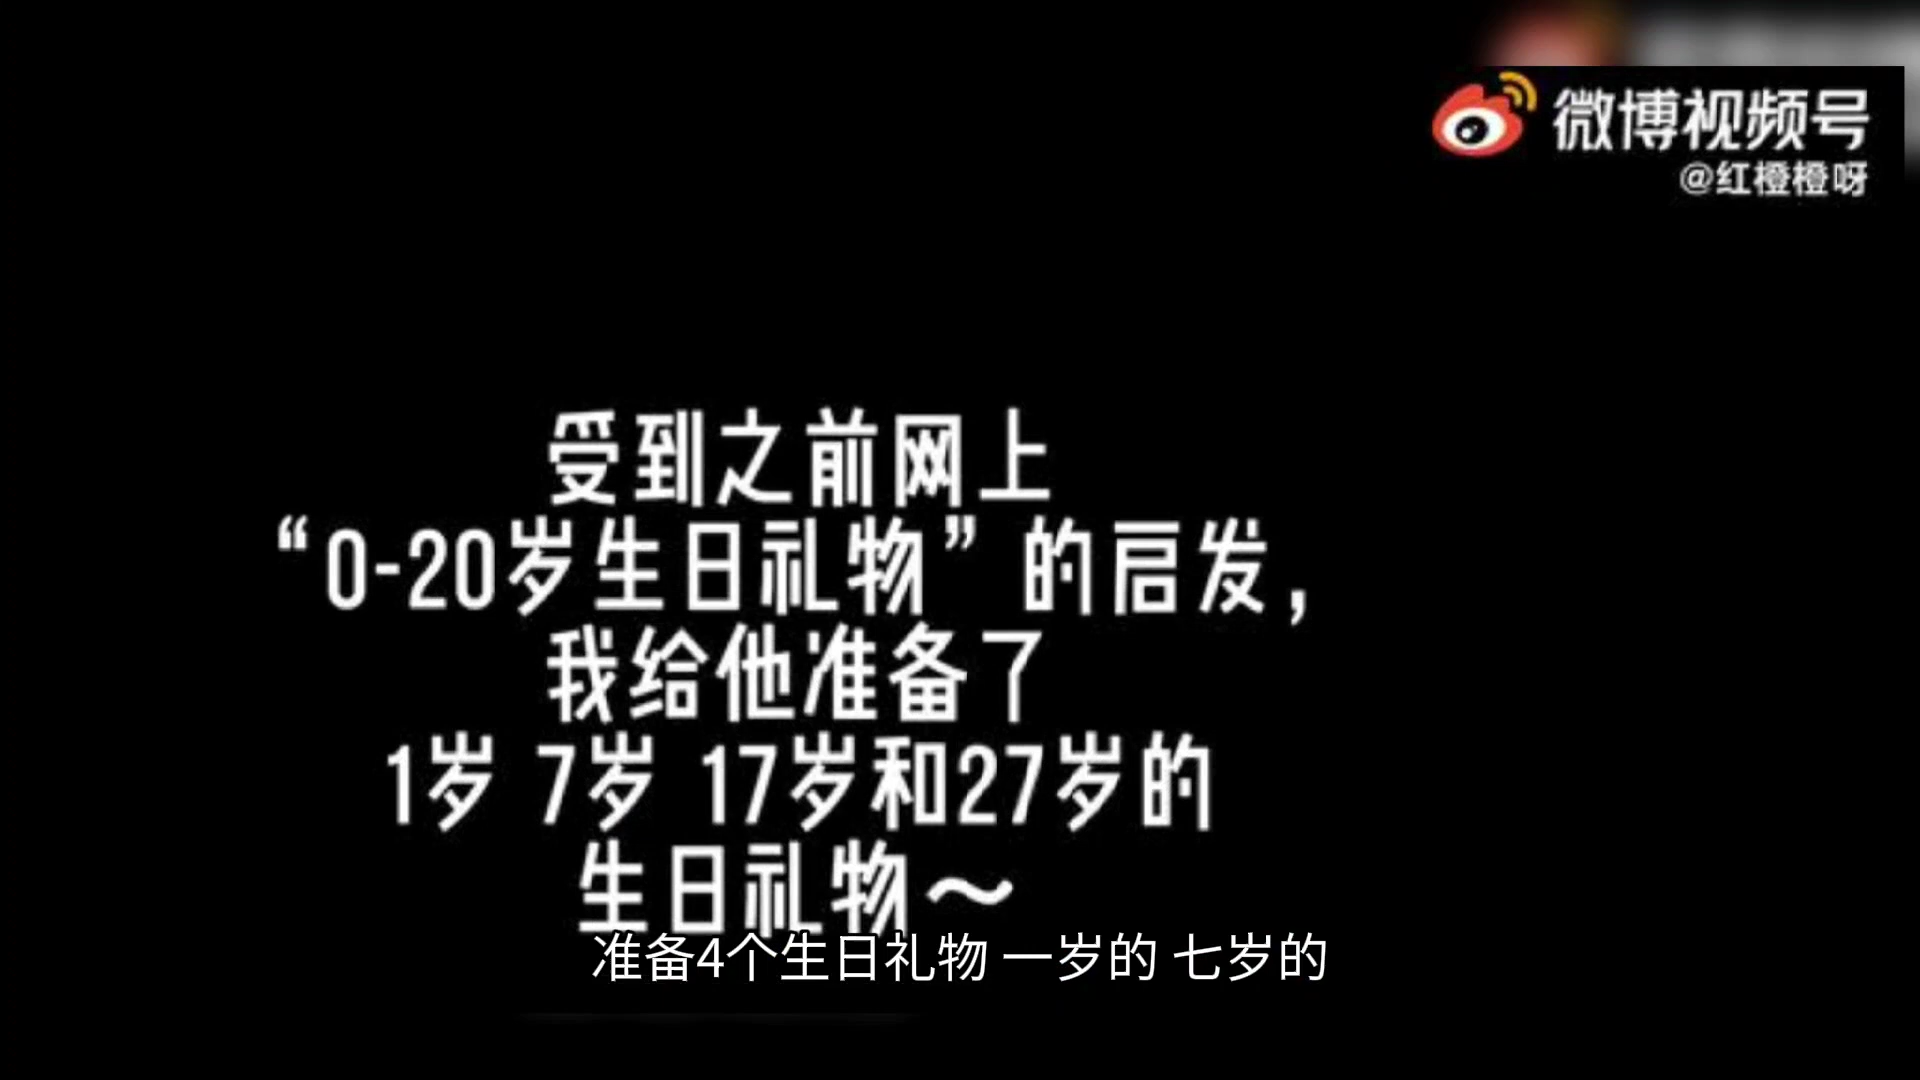 微博视频号
@红橙橙呀
受到之前网上
“0-20岁生日礼物”的启发，
我给他准备了
1岁 7岁 17岁和27岁的
生日礼物～
准备4个生日礼物 一岁的 七岁的